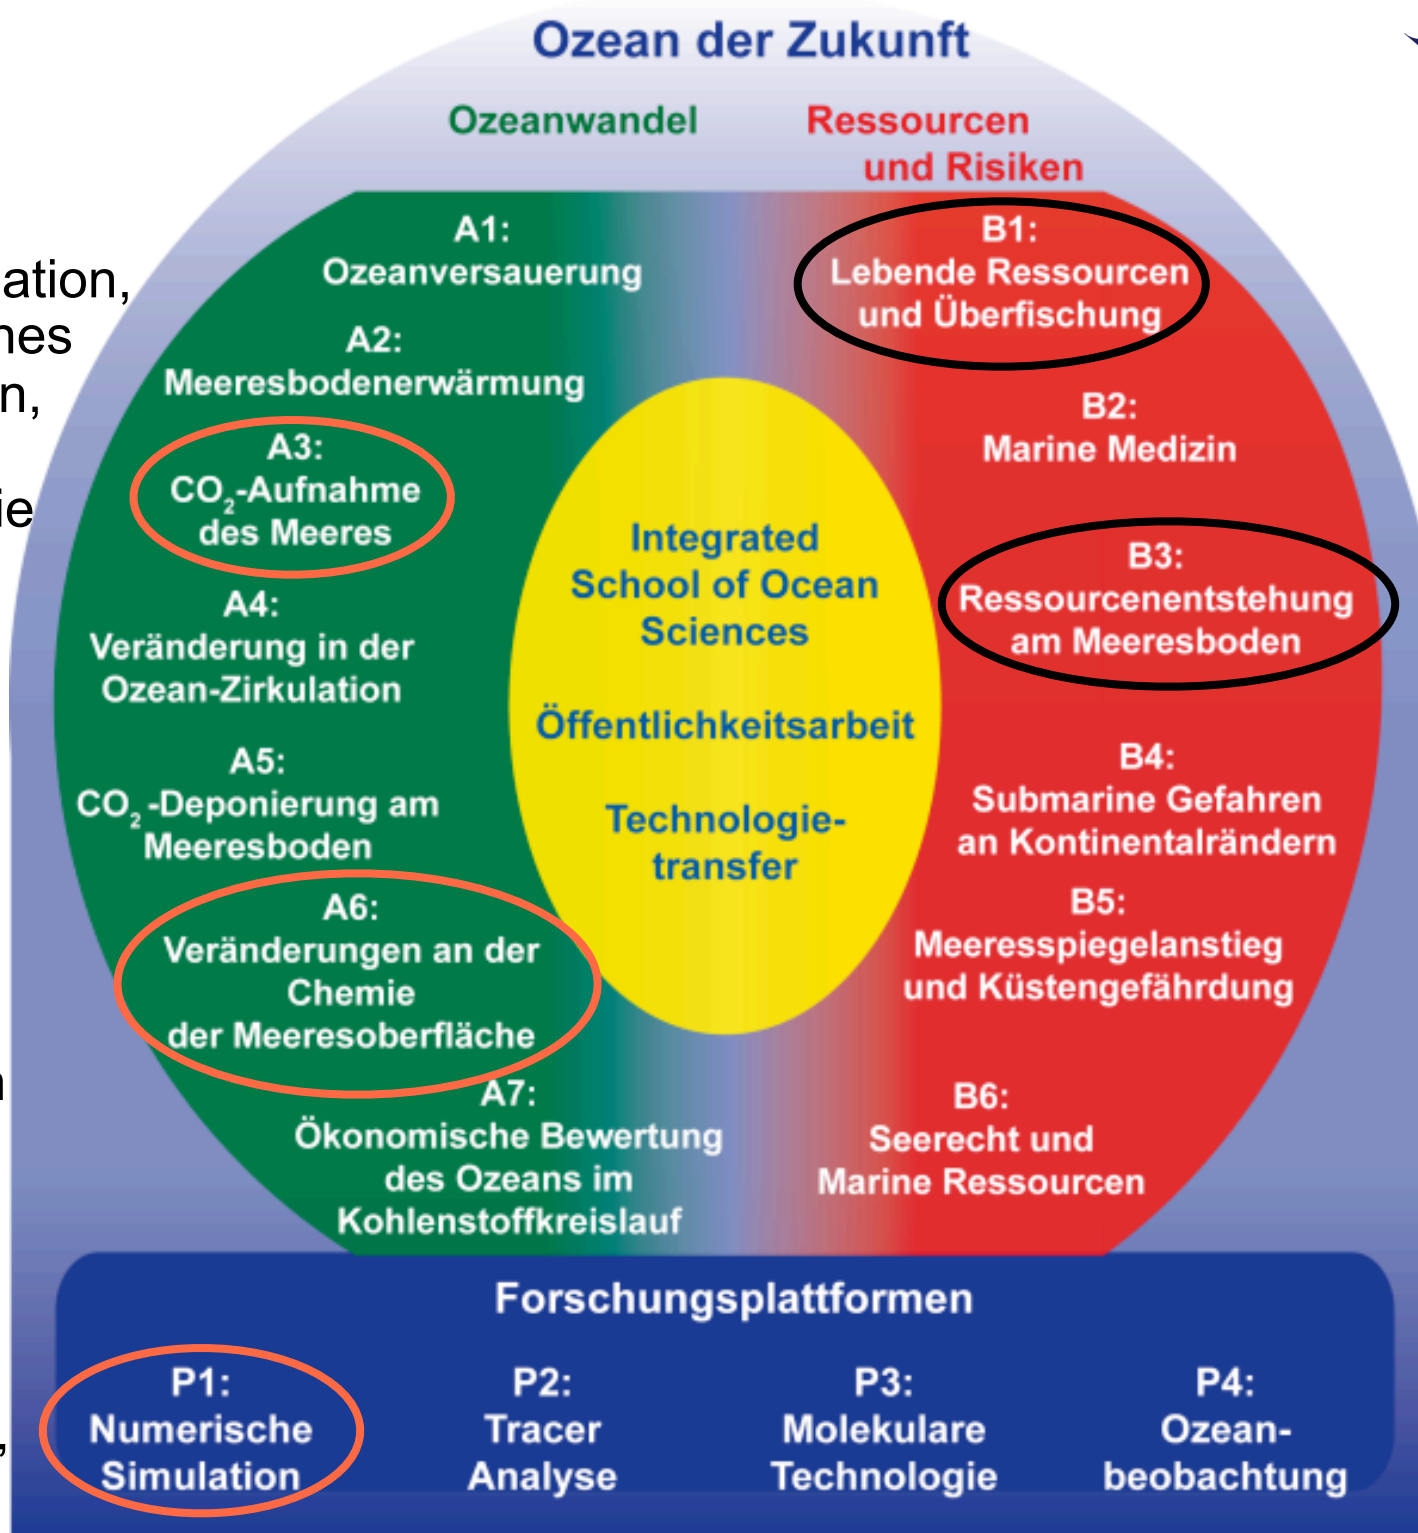 Ozean der Zukunft
Ozeanwandel
Ressourcen
und Risiken
A1:
Ozeanversauerung
A2:
Meeresbodenerwärmung
A3:
CO₂-Aufnahme
des Meeres
A4:
Veränderung in der
Ozean-Zirkulation
A5:
CO₂-Deponierung am
Meeresboden
A6:
Veränderungen an der
Chemie
der Meeresoberfläche
A7:
Ökonomische Bewertung
des Ozeans im
Kohlenstoffkreislauf
Integrated
School of Ocean
Sciences
Öffentlichkeitsarbeit
Technologie-
transfer
B1:
Lebende Ressourcen
und Überfischung
B2:
Marine Medizin
B3:
Ressourcenentstehung
am Meeresboden
B4:
Submarine Gefahren
an Kontinentalrändern
B5:
Meeresspiegelanstieg
und Küstengefährdung
B6:
Seerecht und
Marine Ressourcen
Forschungsplattformen
P1:
Numerische
Simulation
P2:
Tracer
Analyse
P3:
Molekulare
Technologie
P4:
Ozean-
beobachtung